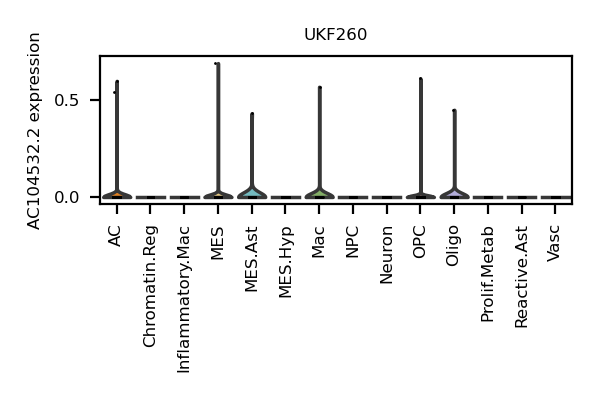 UKF260
AC104532.2 expression
0.5
0.0
AC
Chromatin.Reg
Inflammatory.Mac
MES
MES.Ast
MES.Hyp
Mac
NPC
Neuron
OPC
Oligo
Prolif.Metab
Reactive.Ast
Vasc